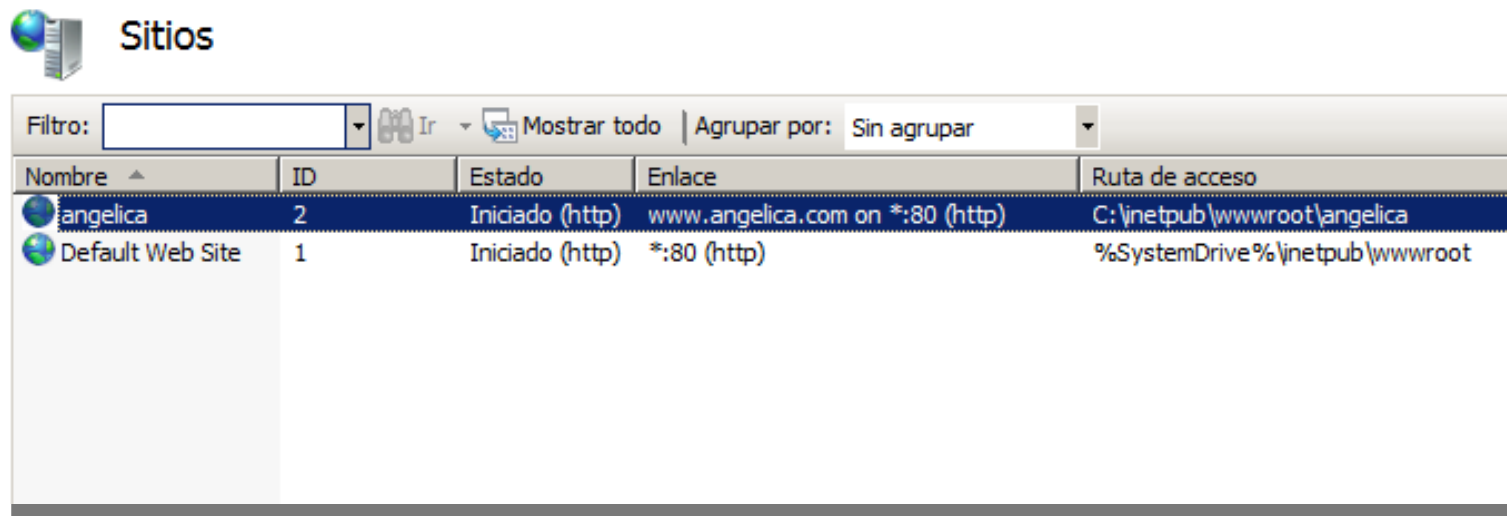 Sitios
Filtro: Ir Mostrar todo Agrupar por: Sin agrupar
Nombre ID Estado Enlace Ruta de acceso
angelica 2 Iniciado (http) www.angelica.com on *:80 (http) C:\inetpub\wwwroot\angelica
Default Web Site 1 Iniciado (http) *:80 (http) %SystemDrive%\inetpub\wwwroot